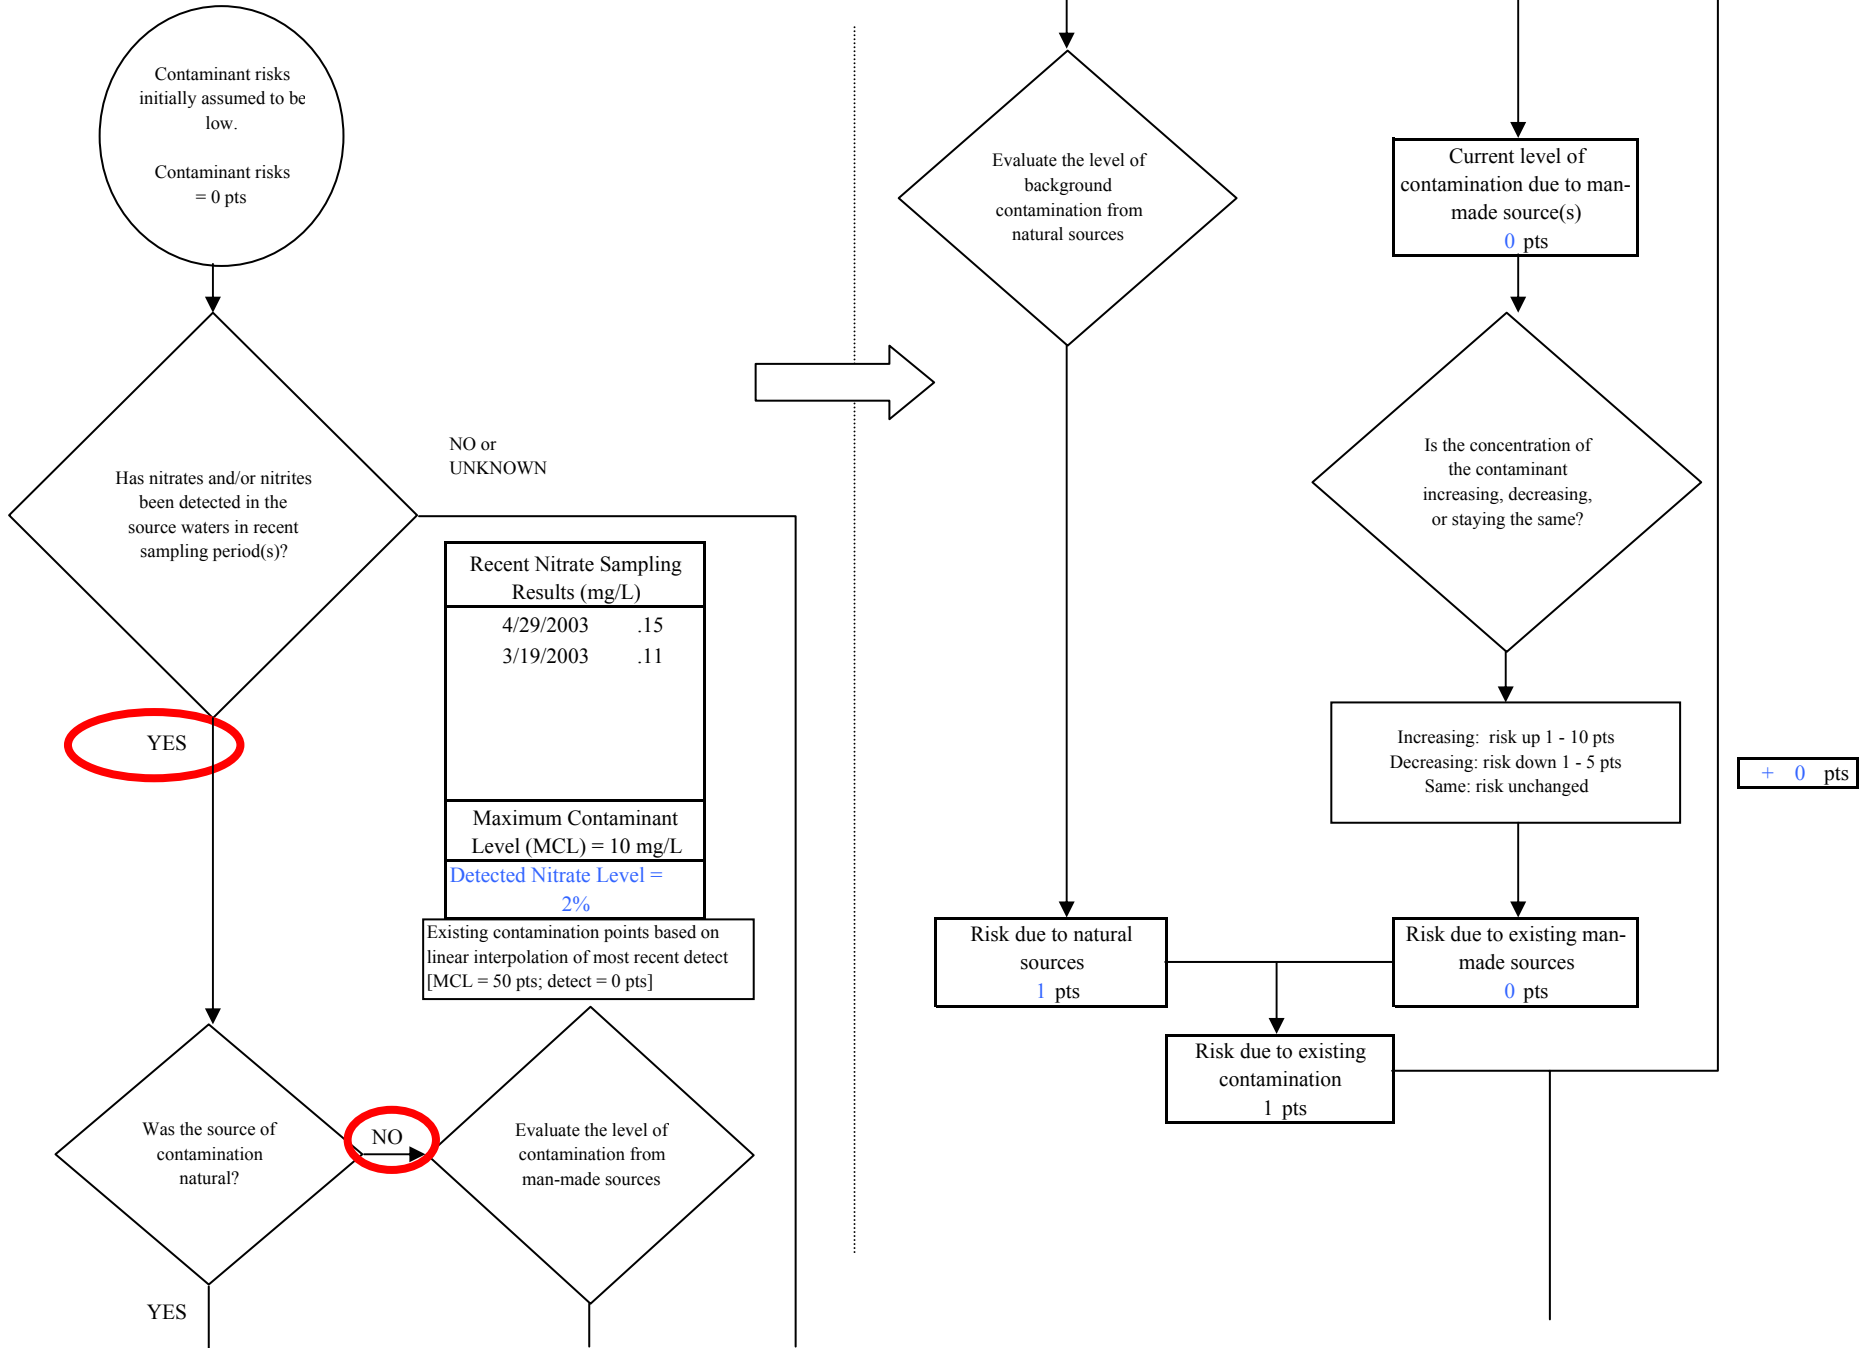 Contaminant risks
initially assumed to be
low.
Contaminant risks
= 0 pts
Has nitrates and/or nitrites
been detected in the
source waters in recent
sampling period(s)?
NO or
UNKNOWN
YES
Recent Nitrate Sampling
Results (mg/L)
4/29/2003 .15
3/19/2003 .11
Maximum Contaminant
Level (MCL) = 10 mg/L
Detected Nitrate Level =
2%
Existing contamination points based on
linear interpolation of most recent detect
[MCL = 50 pts; detect = 0 pts]
Was the source of
contamination
natural?
NO
Evaluate the level of
contamination from
man-made sources
YES
Evaluate the level of
background
contamination from
natural sources
Current level of
contamination due to man-
made source(s)
0 pts
Is the concentration of
the contaminant
increasing, decreasing,
or staying the same?
Increasing: risk up 1 - 10 pts
Decreasing: risk down 1 - 5 pts
Same: risk unchanged
+ 0 pts
Risk due to natural
sources
1 pts
Risk due to existing man-
made sources
0 pts
Risk due to existing
contamination
1 pts